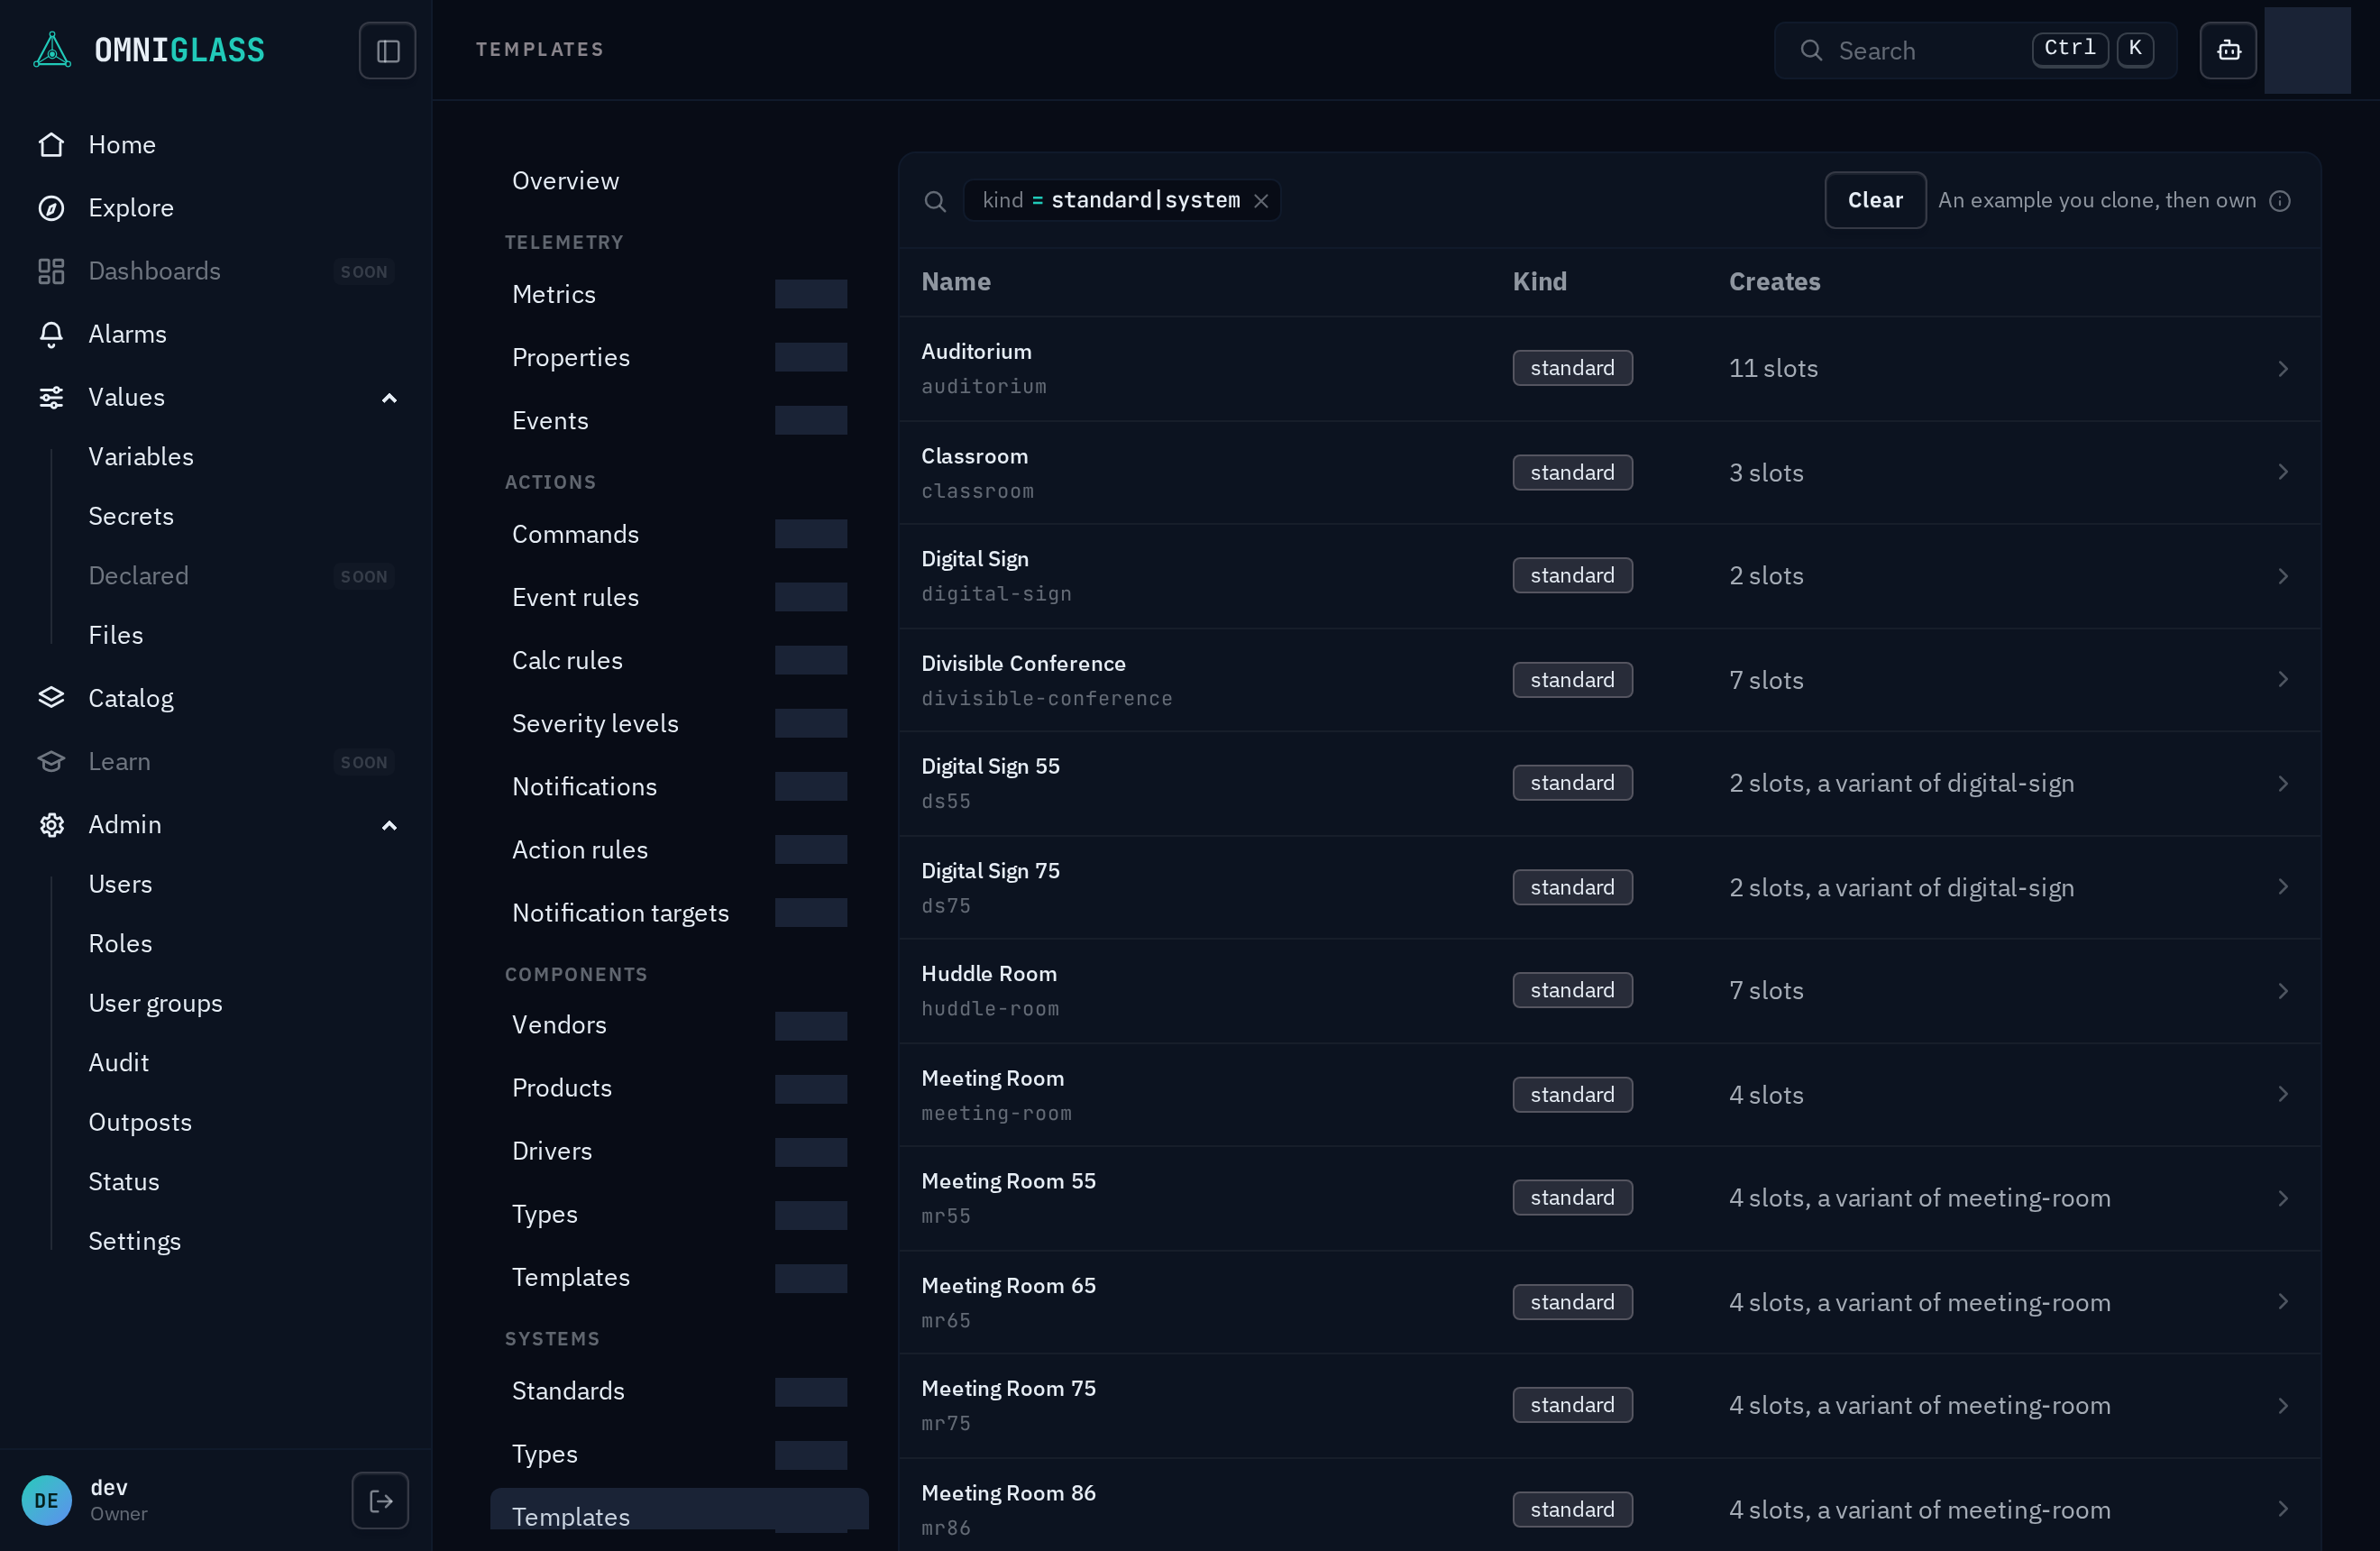 OMNIGLASS
TEMPLATES
Search
Ctrl
K
Home
Explore
Dashboards
SOON
Alarms
Values
Variables
Secrets
Declared
SOON
Files
Catalog
Learn
SOON
Admin
Users
Roles
User groups
Audit
Outposts
Status
Settings
DE
dev
Owner
Overview
TELEMETRY
Metrics
Properties
Events
ACTIONS
Commands
Event rules
Calc rules
Severity levels
Notifications
Action rules
Notification targets
COMPONENTS
Vendors
Products
Drivers
Types
Templates
SYSTEMS
Standards
Types
Templates
kind = standard|system
Clear
An example you clone, then own
Name Kind Creates
Auditorium
auditorium
standard
11 slots
Classroom
classroom
standard
3 slots
Digital Sign
digital-sign
standard
2 slots
Divisible Conference
divisible-conference
standard
7 slots
Digital Sign 55
ds55
standard
2 slots, a variant of digital-sign
Digital Sign 75
ds75
standard
2 slots, a variant of digital-sign
Huddle Room
huddle-room
standard
7 slots
Meeting Room
meeting-room
standard
4 slots
Meeting Room 55
mr55
standard
4 slots, a variant of meeting-room
Meeting Room 65
mr65
standard
4 slots, a variant of meeting-room
Meeting Room 75
mr75
standard
4 slots, a variant of meeting-room
Meeting Room 86
mr86
standard
4 slots, a variant of meeting-room